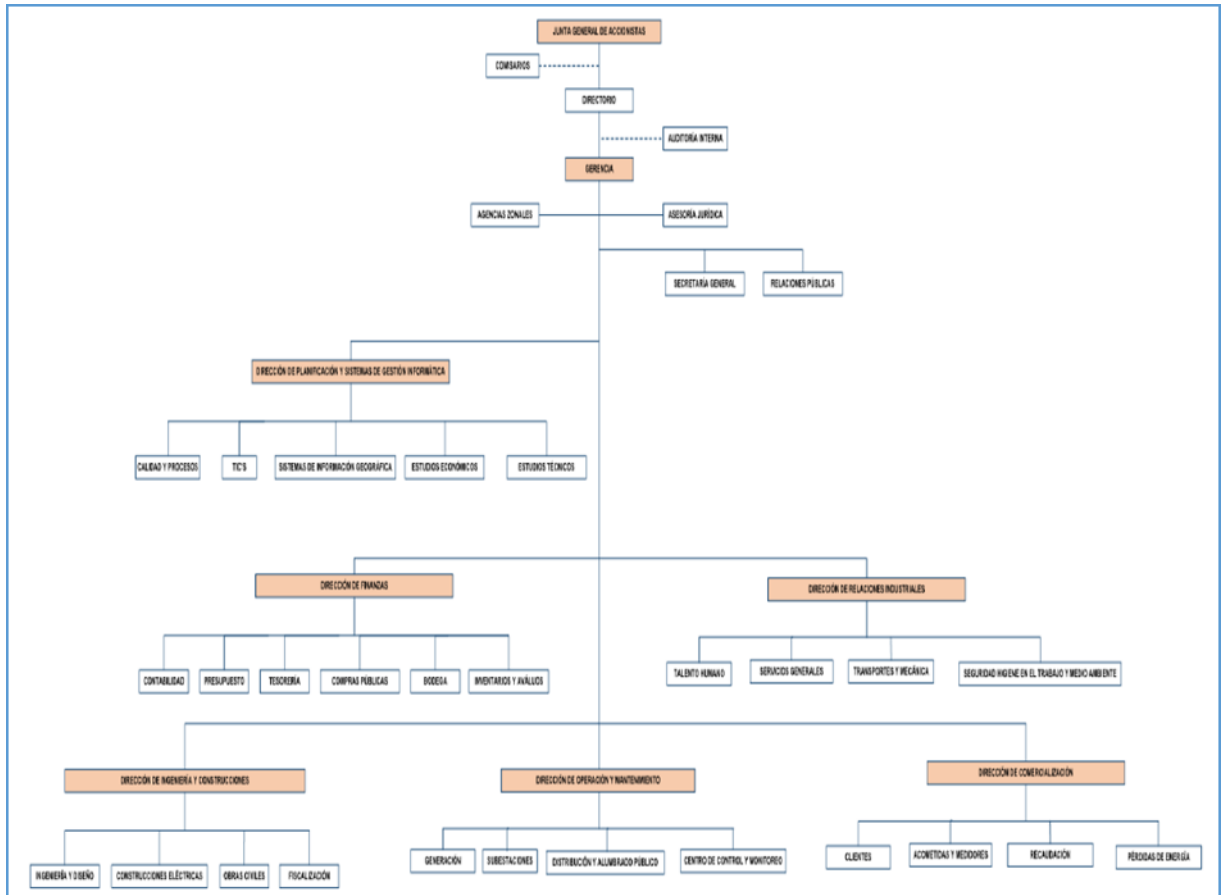 JUNTA GENERAL DE ACCIONISTAS
COMISARIOS
DIRECTORIO
AUDITORÍA INTERNA
GERENCIA
AGENCIAS ZONALES
ASESORÍA JURÍDICA
SECRETARÍA GENERAL
RELACIONES PÚBLICAS
DIRECCIÓN DE PLANIFICACIÓN Y SISTEMAS DE GESTIÓN INFORMÁTICA
CALIDAD Y PROCESOS
TIC'S
SISTEMAS DE INFORMACIÓN GEOGRÁFICA
ESTUDIOS ECONÓMICOS
ESTUDIOS TÉCNICOS
DIRECCIÓN DE FINANZAS
DIRECCIÓN DE RELACIONES INDUSTRIALES
CONTABILIDAD
PRESUPUESTO
TESORERÍA
COMPRAS PÚBLICAS
BODEGA
INVENTARIOS Y AVALÚOS
TALENTO HUMANO
SERVICIOS GENERALES
TRANSPORTES Y MECÁNICA
SEGURIDAD HIGIENE EN EL TRABAJO Y MEDIO AMBIENTE
DIRECCIÓN DE INGENIERÍA Y CONSTRUCCIONES
DIRECCIÓN DE OPERACIÓN Y MANTENIMIENTO
DIRECCIÓN DE COMERCIALIZACIÓN
INGENIERÍA Y DISEÑO
CONSTRUCCIONES ELÉCTRICAS
OBRAS CIVILES
FISCALIZACIÓN
GENERACIÓN
SUBESTACIONES
DISTRIBUCIÓN Y ALUMBRADO PÚBLICO
CENTRO DE CONTROL Y MONITOREO
CLIENTES
ACOMETIDAS Y MEDIDORES
RECAUDACIÓN
PÉRDIDAS DE ENERGÍA